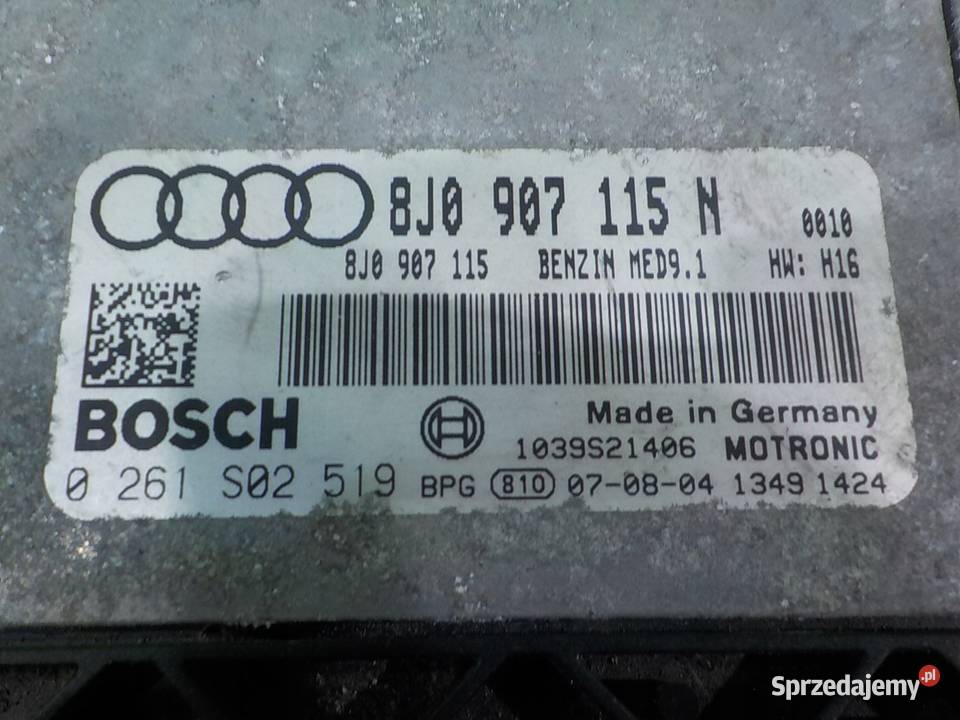 8J0 907 115 N 0010
8J0 907 115 BENZIN MED9.1 HW: H16
BOSCH
Made in Germany
1039S21406 MOTRONIC
0 261 S02 519 BPG 810 07-08-04 1349 1424
Sprzedajemy.pl